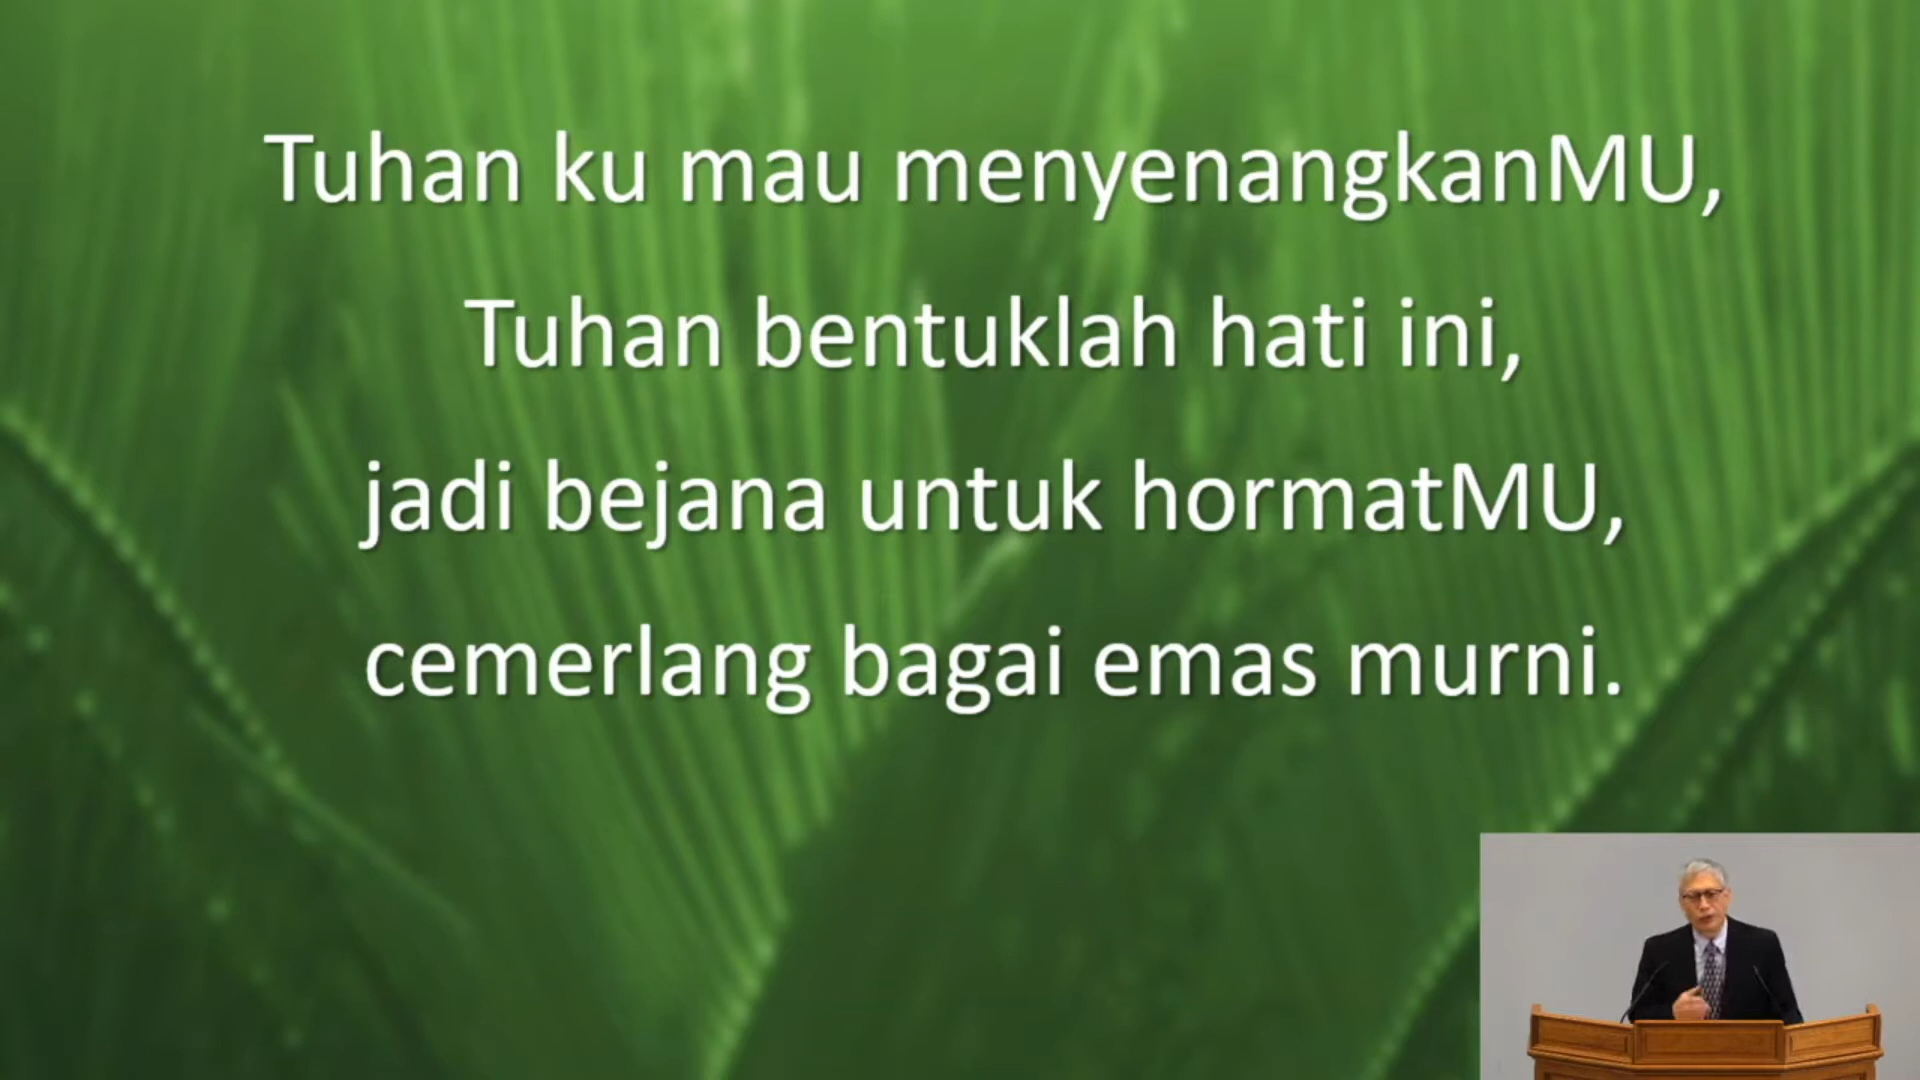 Tuhan ku mau menyenangkanMU,
Tuhan bentuklah hati ini,
jadi bejana untuk hormatMU,
cemerlang bagai emas murni.